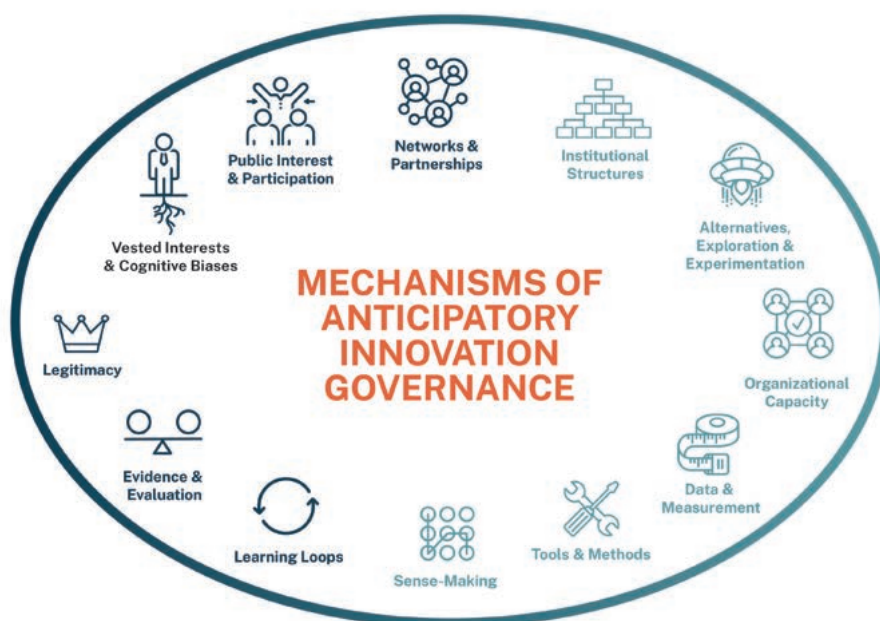 Public Interest
& Participation
Networks &
Partnerships
Institutional
Structures
Alternatives,
Exploration &
Experimentation
Vested Interests
& Cognitive Biases
MECHANISMS OF
ANTICIPATORY
INNOVATION
GOVERNANCE
Legitimacy
Organizational
Capacity
Evidence &
Evaluation
Data &
Measurement
Learning Loops
Tools & Methods
Sense-Making